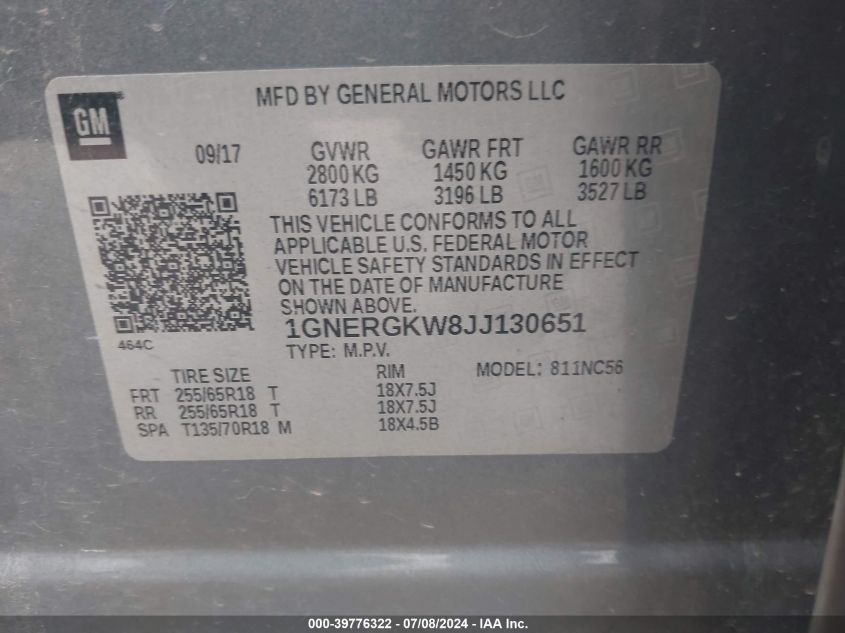 MFD BY GENERAL MOTORS LLC
GM
09/17 GVWR GAWR FRT GAWR RR
2800 KG 1450 KG 1600 KG
6173 LB 3196 LB 3527 LB
THIS VEHICLE CONFORMS TO ALL
APPLICABLE U.S. FEDERAL MOTOR
VEHICLE SAFETY STANDARDS IN EFFECT
ON THE DATE OF MANUFACTURE
SHOWN ABOVE.
1GNERGKW8JJ130651
464C
TYPE: M.P.V.
TIRE SIZE RIM MODEL: 811NC56
FRT 255/65R18 T 18X7.5J
RR 255/65R18 T 18X7.5J
SPA T135/70R18 M 18X4.5B
000-39776322 - 07/08/2024 - IAA Inc.